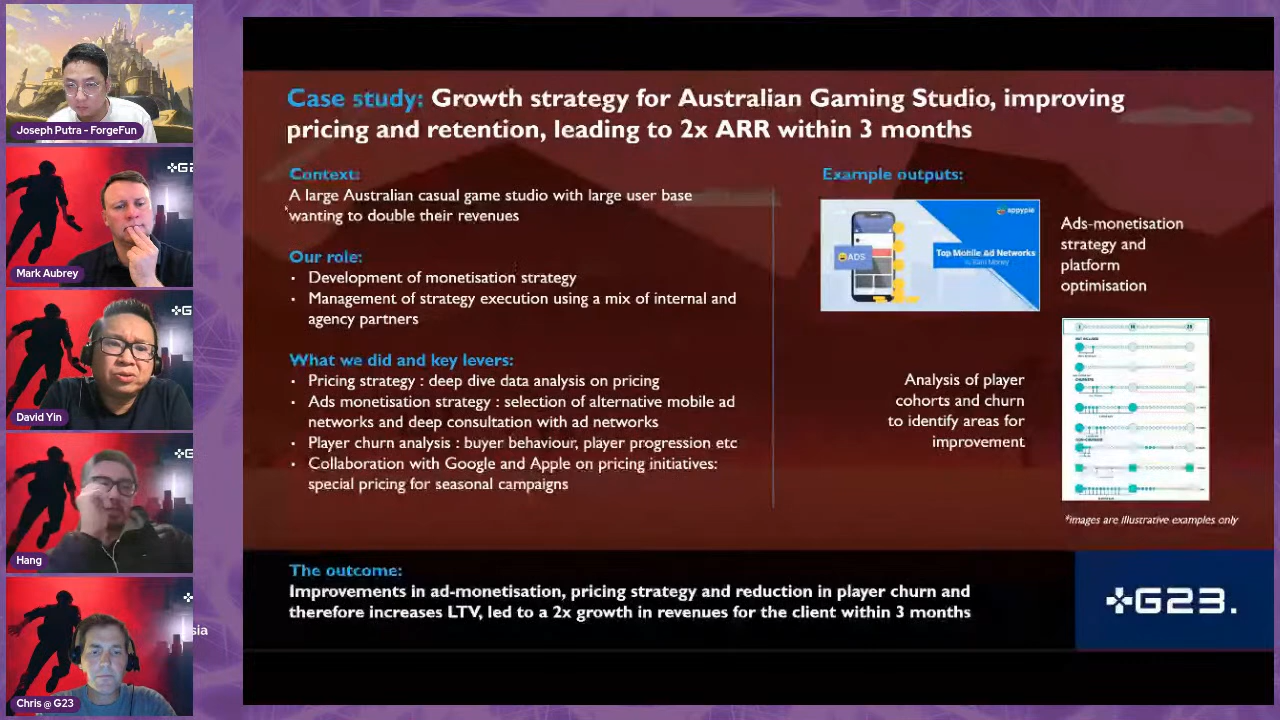 Joseph Putra - ForgeFun
Mark Aubrey
David Yin
Hang
Chris @ G23
sia
Case study: Growth strategy for Australian Gaming Studio, improving
pricing and retention, leading to 2x ARR within 3 months
Context:
A large Australian casual game studio with large user base
wanting to double their revenues
Our role:
• Development of monetisation strategy
• Management of strategy execution using a mix of internal and
agency partners
What we did and key levers:
• Pricing strategy : deep dive data analysis on pricing
• Ads monetisation strategy : selection of alternative mobile ad
networks and deep consultation with ad networks
• Player churn analysis : buyer behaviour, player progression etc
• Collaboration with Google and Apple on pricing initiatives:
special pricing for seasonal campaigns
Example outputs:
appypie
ADS
Top Mobile Ad Networks
to Earn Money
Ads-monetisation
strategy and
platform
optimisation
Analysis of player
cohorts and churn
to identify areas for
improvement
*images are illustrative examples only
The outcome:
Improvements in ad-monetisation, pricing strategy and reduction in player churn and
therefore increases LTV, led to a 2x growth in revenues for the client within 3 months
G23.